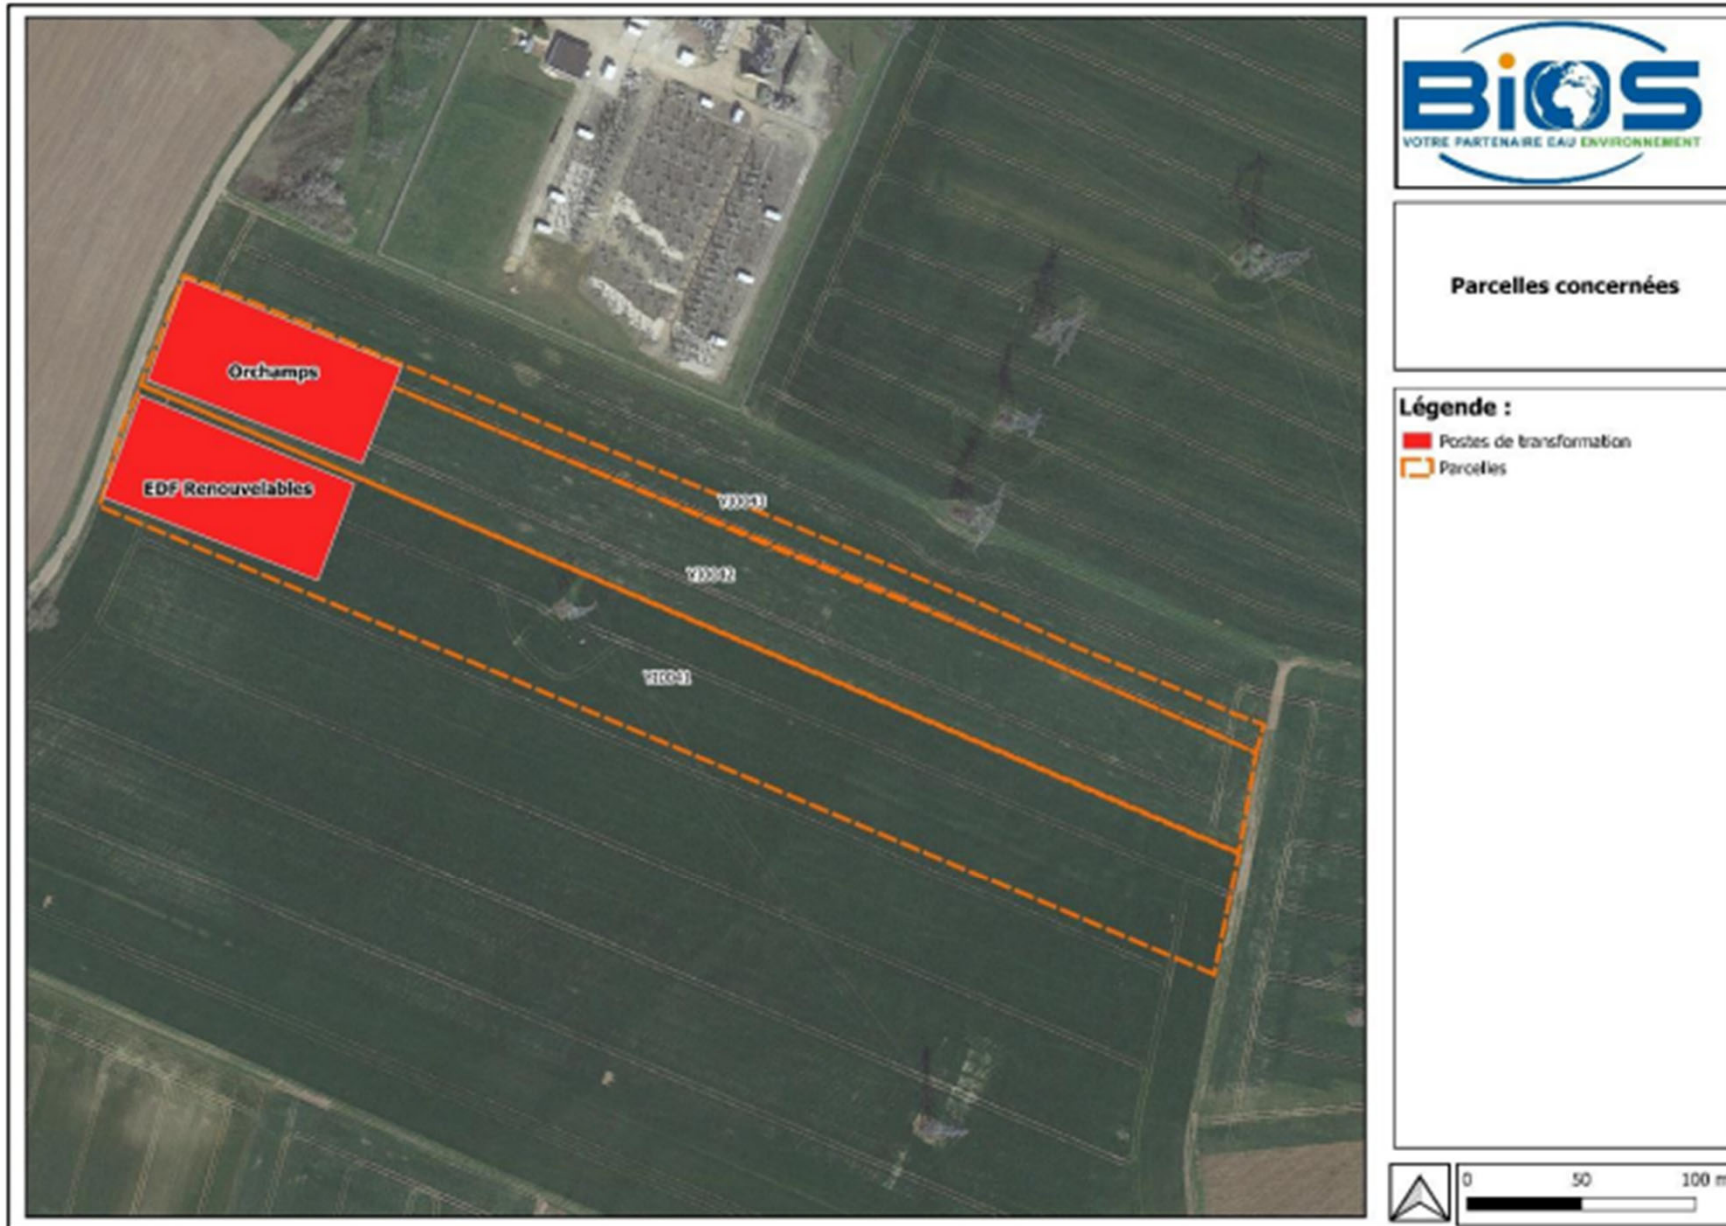 BiOS
VOTRE PARTENAIRE EAU ENVIRONNEMENT
Parcelles concernées
Légende :
Postes de transformation
Parcelles
Orchamps
EDF Renouvelables
0 50 100 m